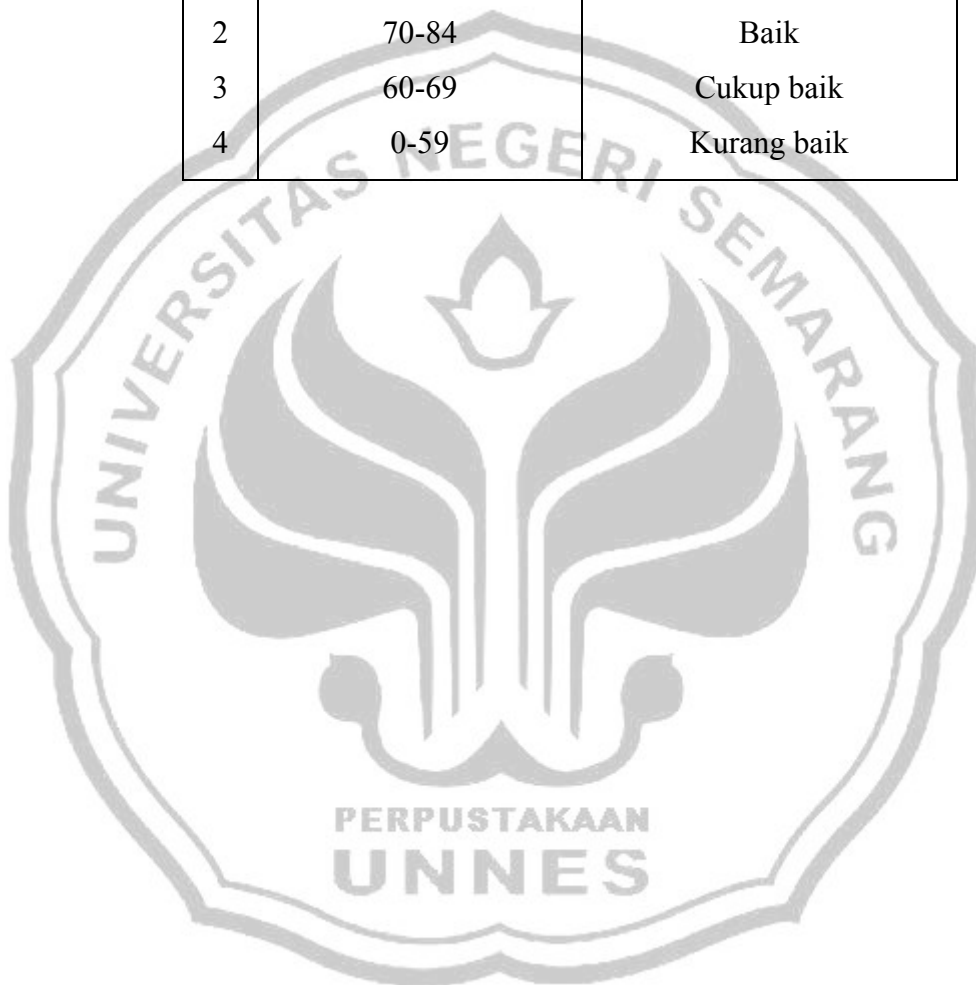 2 70-84 Baik
3 60-69 Cukup baik
4 0-59 Kurang baik
UNIVERSITAS NEGERI SEMARANG
PERPUSTAKAAN
UNNES